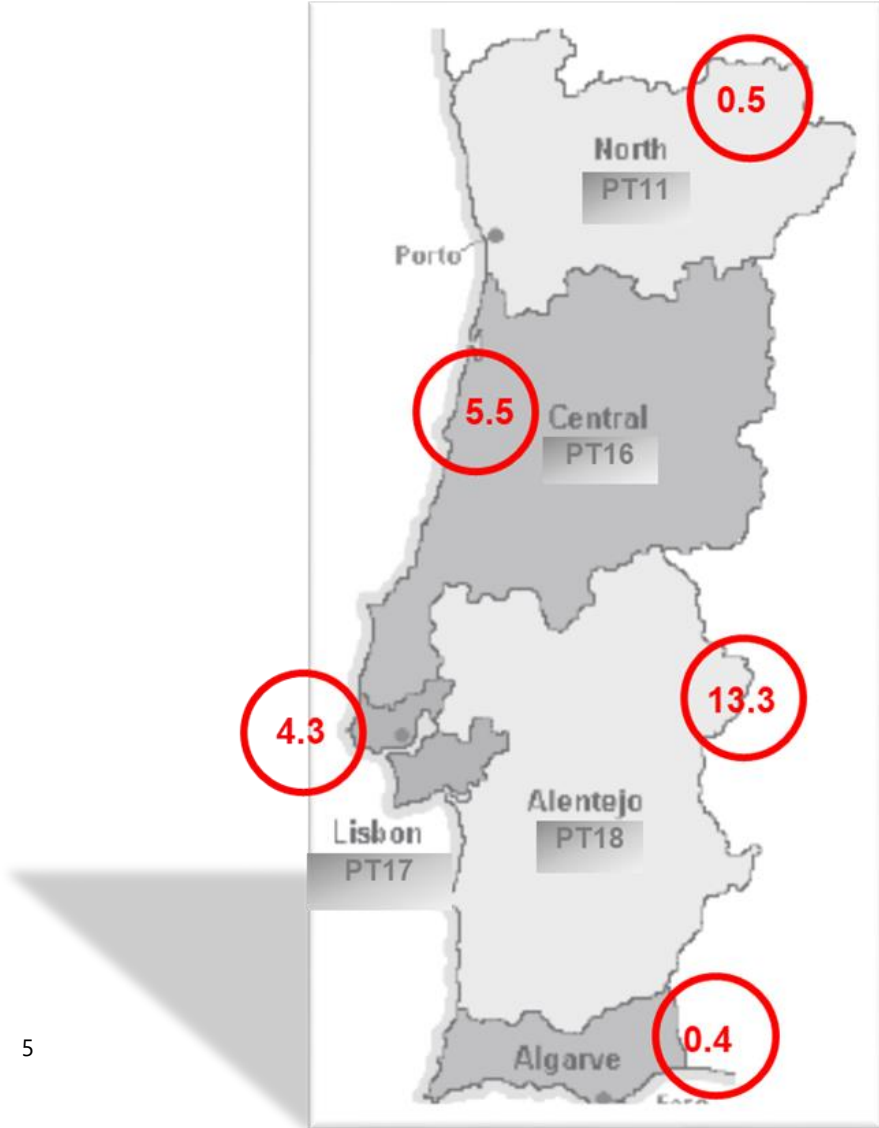 0.5
North
PT11
Porto
5.5
Central
PT16
13.3
4.3
Alentejo
PT18
Lisbon
PT17
0.4
Algarve
5